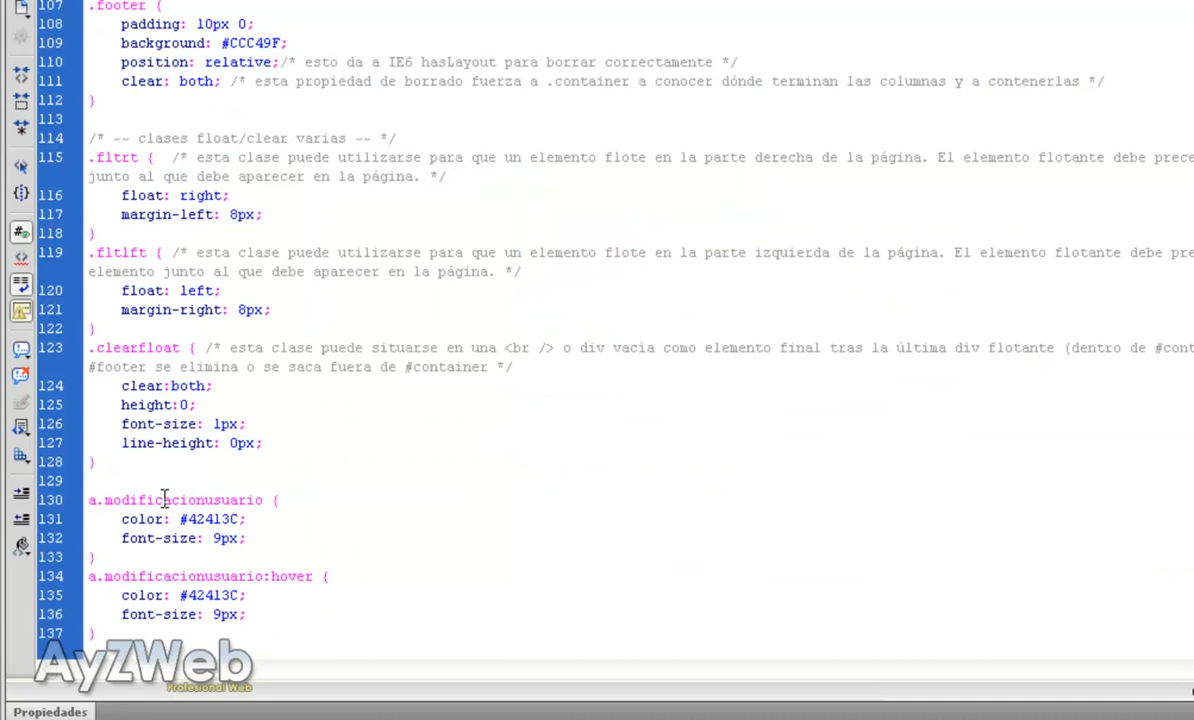 107 .footer {
108 padding: 10px 0;
109 background: #CCC49F;
110 position: relative;/* esto da a IE6 hasLayout para borrar correctamente */
111 clear: both; /* esta propiedad de borrado fuerza a .container a conocer dónde terminan las columnas y a contenerlas */
112 }
113
114 /* ~~ clases float/clear varias ~~ */
115 .fltrt { /* esta clase puede utilizarse para que un elemento flote en la parte derecha de la página. El elemento flotante debe prece
junto al que debe aparecer en la página. */
116 float: right;
117 margin-left: 8px;
118 }
119 .fltlft { /* esta clase puede utilizarse para que un elemento flote en la parte izquierda de la página. El elemento flotante debe pre
elemento junto al que debe aparecer en la página. */
120 float: left;
121 margin-right: 8px;
122 }
123 .clearfloat { /* esta clase puede situarse en una <br /> o div vacía como elemento final tras la última div flotante (dentro de #cont
#footer se elimina o se saca fuera de #container */
124 clear:both;
125 height:0;
126 font-size: 1px;
127 line-height: 0px;
128 }
129
130 a.modificacionusuario {
131 color: #42413C;
132 font-size: 9px;
133 }
134 a.modificacionusuario:hover {
135 color: #42413C;
136 font-size: 9px;
137 }
AyZWeb
Profesional Web
Propiedades